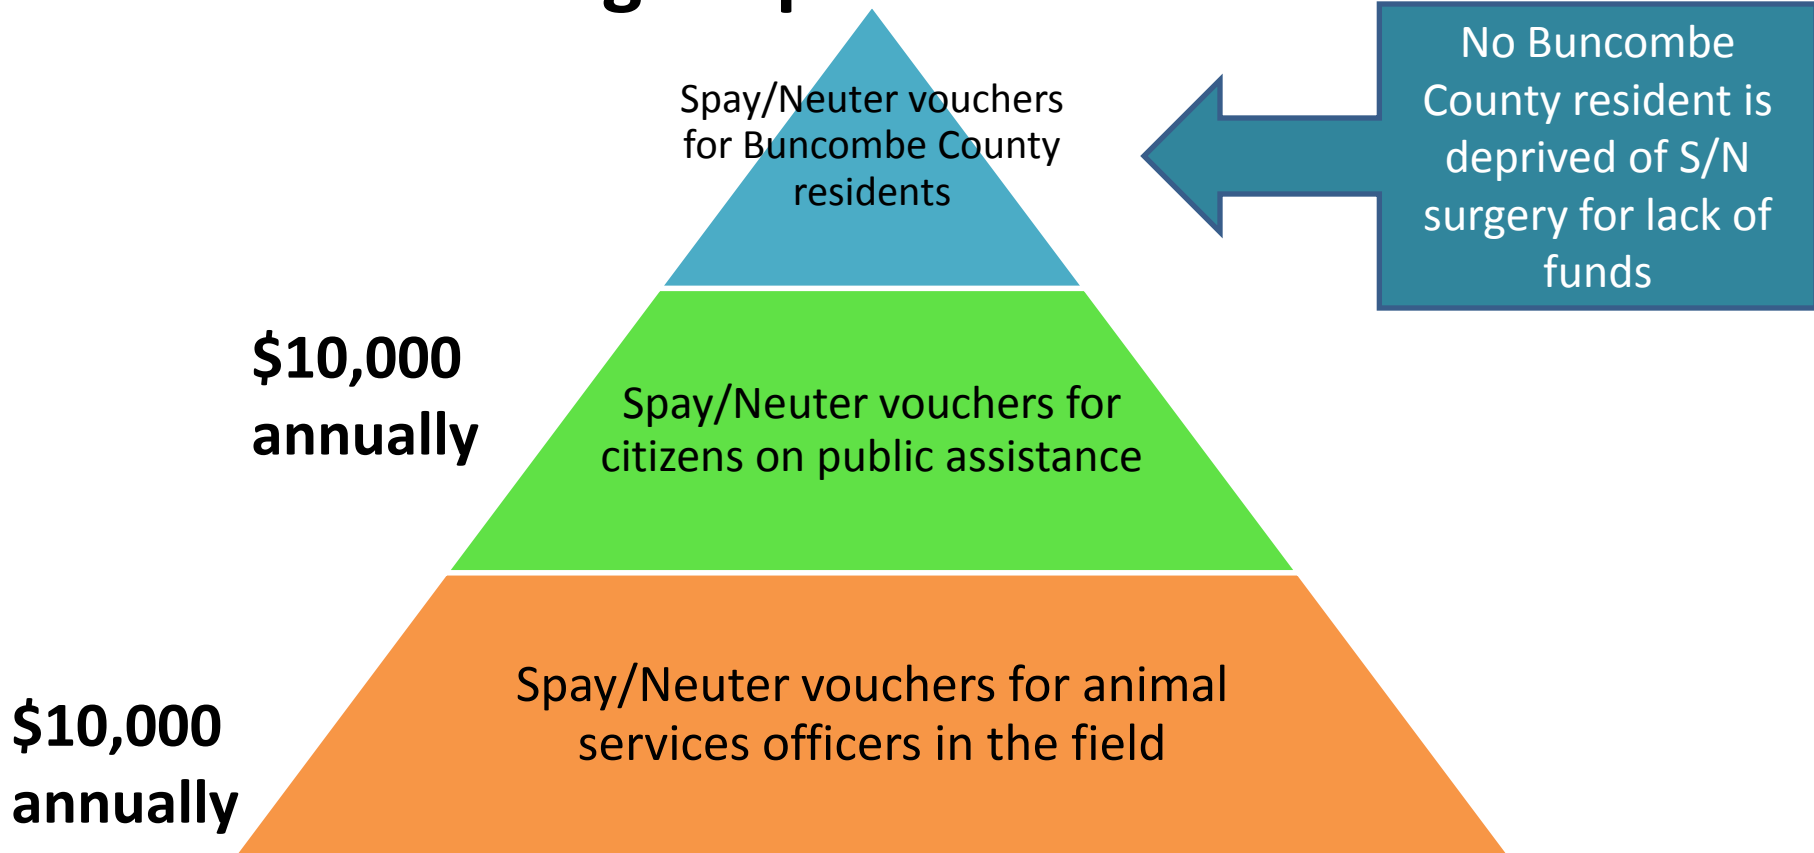 Spay/Neuter vouchers
for Buncombe County
residents
No Buncombe
County resident is
deprived of S/N
surgery for lack of
funds
$10,000
annually
Spay/Neuter vouchers for
citizens on public assistance
$10,000
annually
Spay/Neuter vouchers for animal
services officers in the field